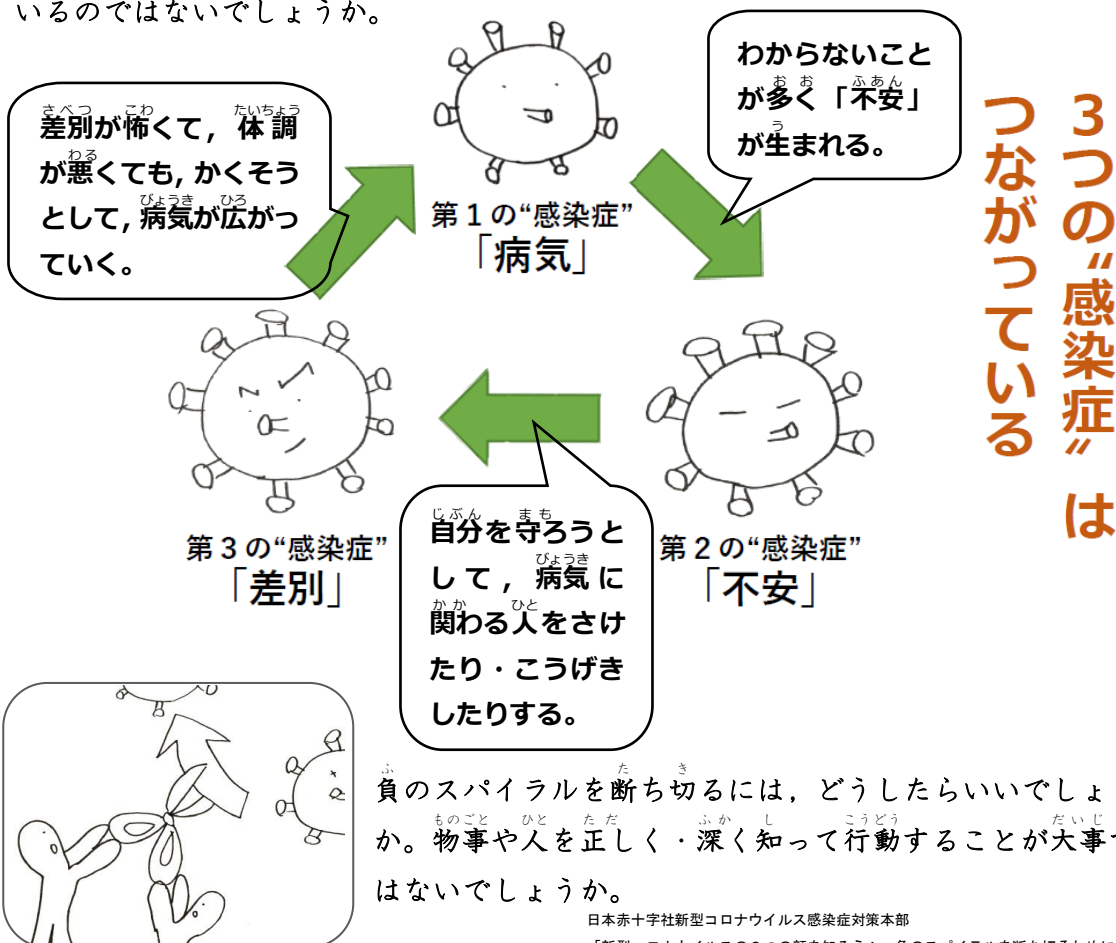 いるのではないでしょうか。
3つの“感染症”は
つながっている
第1の“感染症”
「病気」
わからないこと
が多く「不安」
が生まれる。
第2の“感染症”
「不安」
自分を守ろうと
して，病気に
関わる人をさけ
たり・こうげき
したりする。
第3の“感染症”
「差別」
差別が怖くて，体調
が悪くても，かくそう
として，病気が広がっ
ていく。
負のスパイラルを断ち切るには，どうしたらいいでしょ
か。物事や人を正しく・深く知って行動することが大事
はないでしょうか。
日本赤十字社新型コロナウイルス感染症対策本部